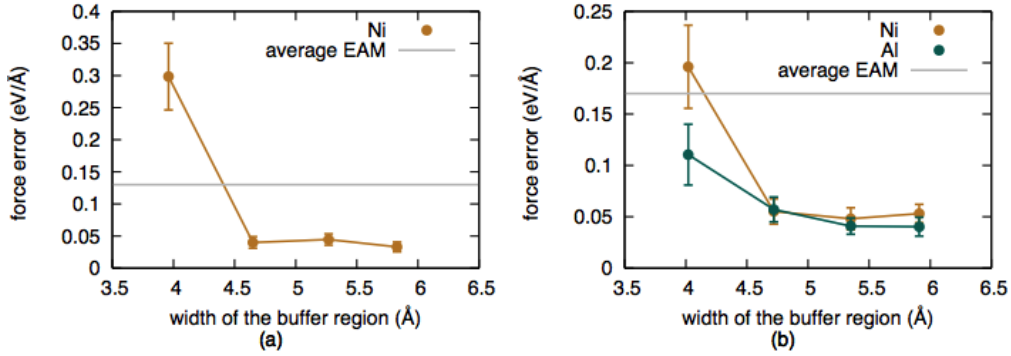 0.4
0.35
0.3
0.25
0.2
0.15
0.1
0.05
0
force error (eV/Å)
Ni
average EAM
3.5 4 4.5 5 5.5 6 6.5
width of the buffer region (Å)
(a)
0.25
0.2
0.15
0.1
0.05
0
force error (eV/Å)
Ni
Al
average EAM
3.5 4 4.5 5 5.5 6 6.5
width of the buffer region (Å)
(b)